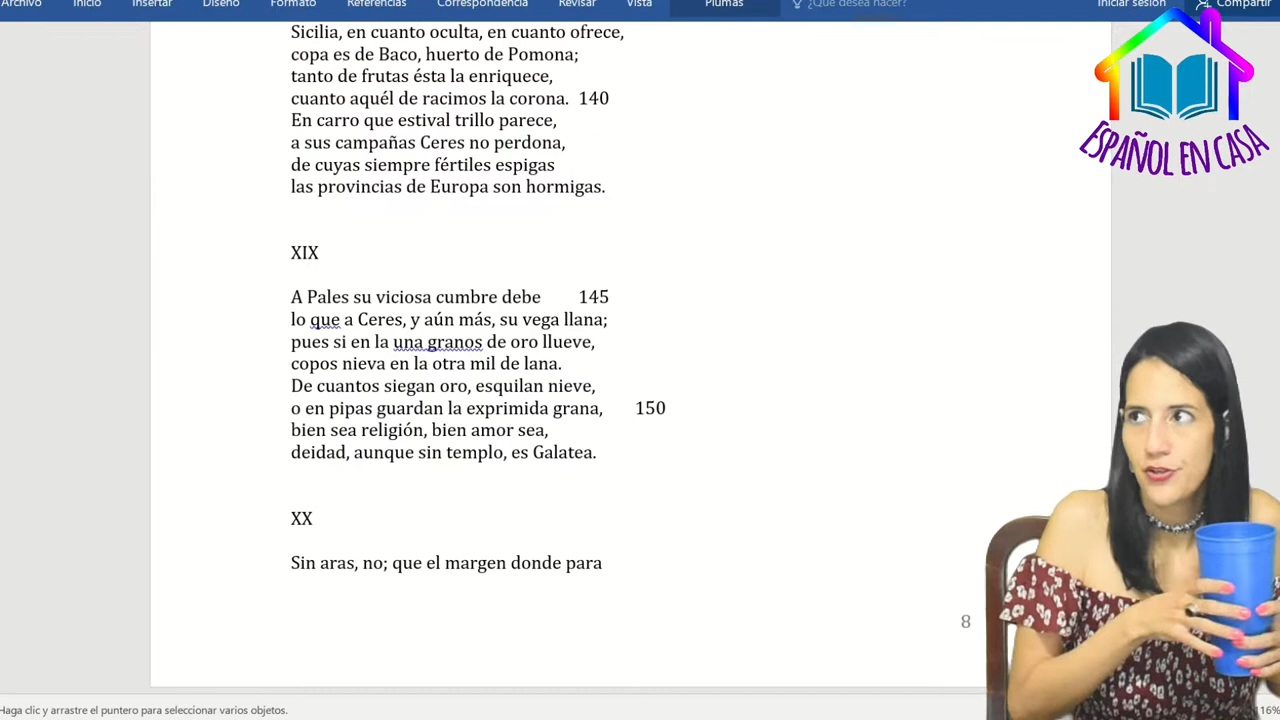 Archivo Inicio Insertar Diseño Formato Referencias Correspondencia Revisar Vista Plumas ¿Qué desea hacer? Iniciar sesión Compartir
Sicilia, en cuanto oculta, en cuanto ofrece,
copa es de Baco, huerto de Pomona;
tanto de frutas ésta la enriquece,
cuanto aquél de racimos la corona. 140
En carro que estival trillo parece,
a sus campañas Ceres no perdona,
de cuyas siempre fértiles espigas
las provincias de Europa son hormigas.
XIX
A Pales su viciosa cumbre debe 145
lo que a Ceres, y aún más, su vega llana;
pues si en la una granos de oro llueve,
copos nieva en la otra mil de lana.
De cuantos siegan oro, esquilan nieve,
o en pipas guardan la exprimida grana, 150
bien sea religión, bien amor sea,
deidad, aunque sin templo, es Galatea.
XX
Sin aras, no; que el margen donde para
8
ESPAÑOL EN CASA
Haga clic y arrastre el puntero para seleccionar varios objetos.
116%